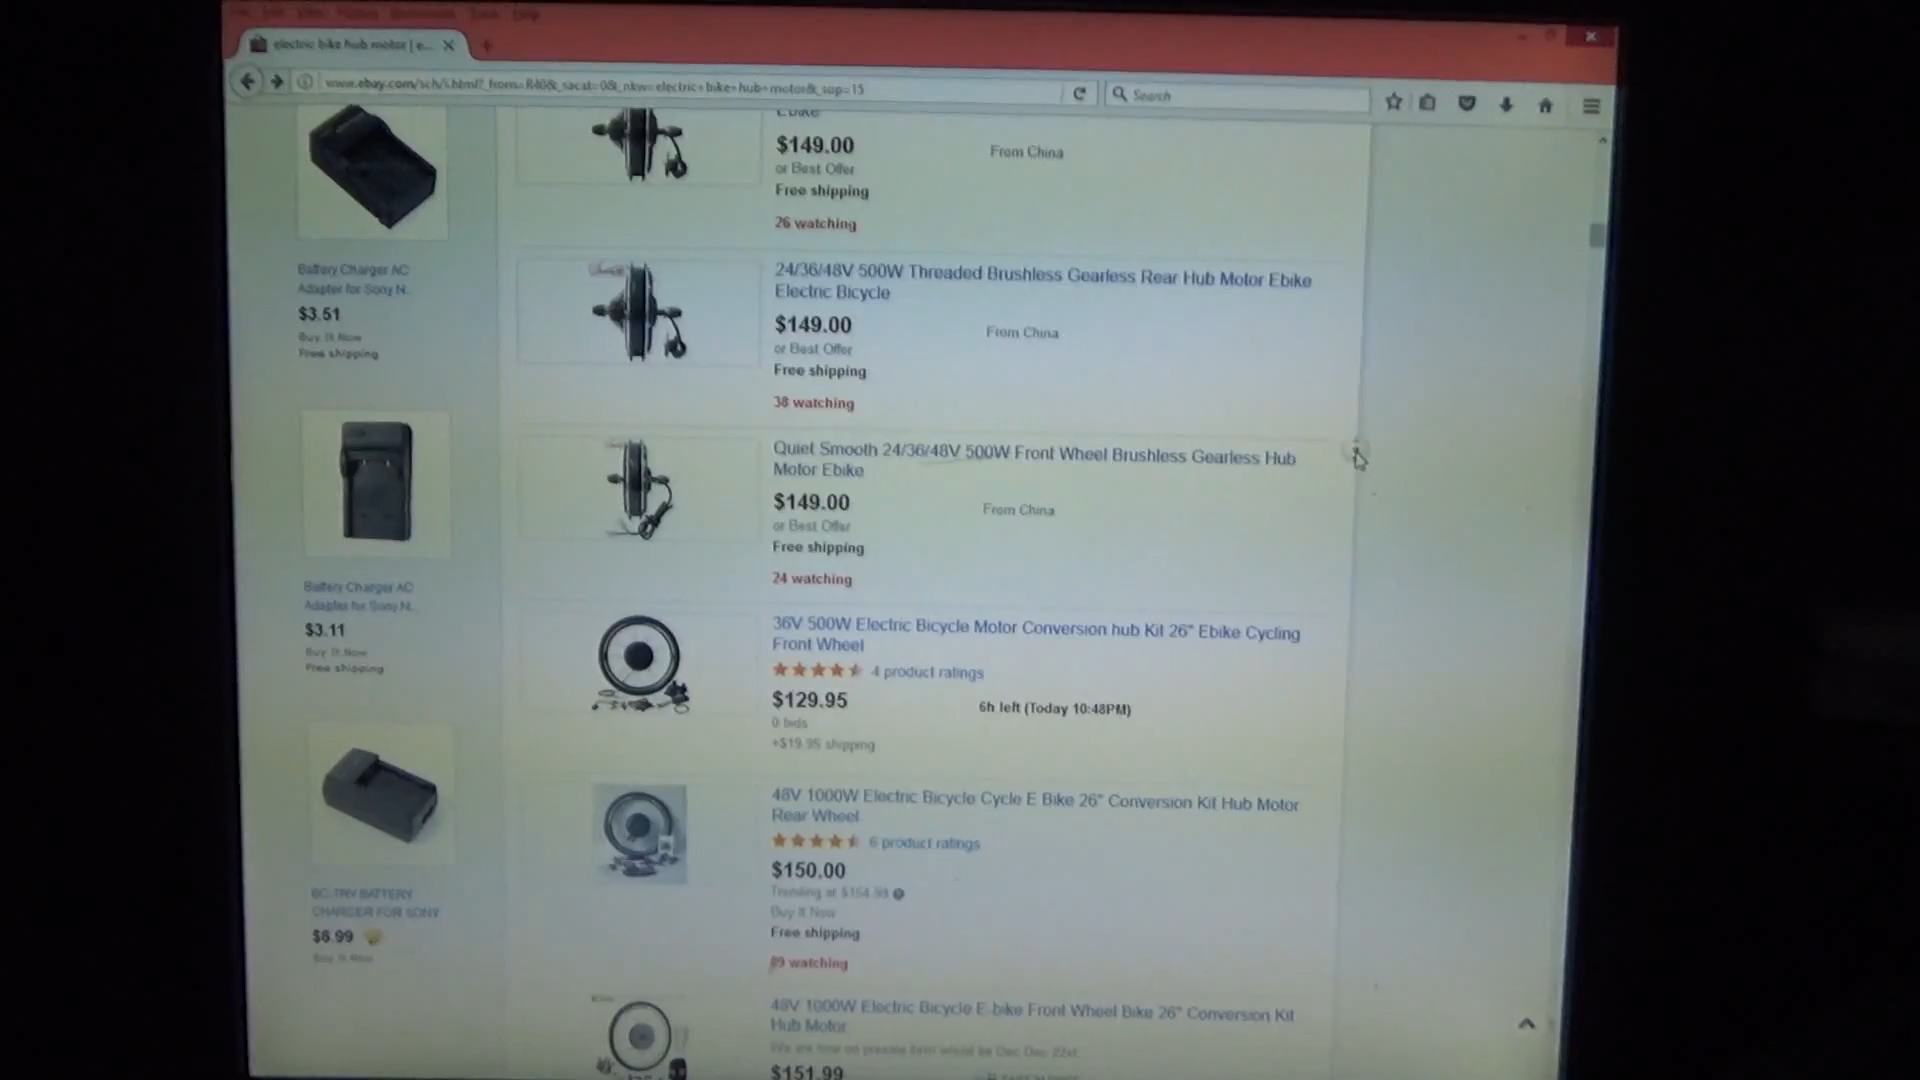 electric bike hub motor | e...
www.ebay.com/sch/i.html?_from=R40&_sacat=0&_nkw=electric+bike+hub+motor&_sop=15
Search
Ebike
$149.00
From China
or Best Offer
Free shipping
26 watching
24/36/48V 500W Threaded Brushless Gearless Rear Hub Motor Ebike
Electric Bicycle
$149.00
From China
or Best Offer
Free shipping
38 watching
Quiet Smooth 24/36/48V 500W Front Wheel Brushless Gearless Hub
Motor Ebike
$149.00
From China
or Best Offer
Free shipping
24 watching
36V 500W Electric Bicycle Motor Conversion hub Kit 26" Ebike Cycling
Front Wheel
4 product ratings
$129.95
6h left (Today 10:48PM)
0 bids
+$19.95 shipping
48V 1000W Electric Bicycle Cycle E Bike 26" Conversion Kit Hub Motor
Rear Wheel
6 product ratings
$150.00
Trending at
Buy It Now
Free shipping
89 watching
48V 1000W Electric Bicycle E-bike Front Wheel Bike 26" Conversion Kit
Hub Motor
$151.99
Battery Charger AC
Adapter for Sony N..
$3.51
Buy It Now
Free shipping
Battery Charger AC
Adapter for Sony N..
$3.11
Buy It Now
Free shipping
BC-TRV BATTERY
CHARGER FOR SONY
$6.99
Buy It Now